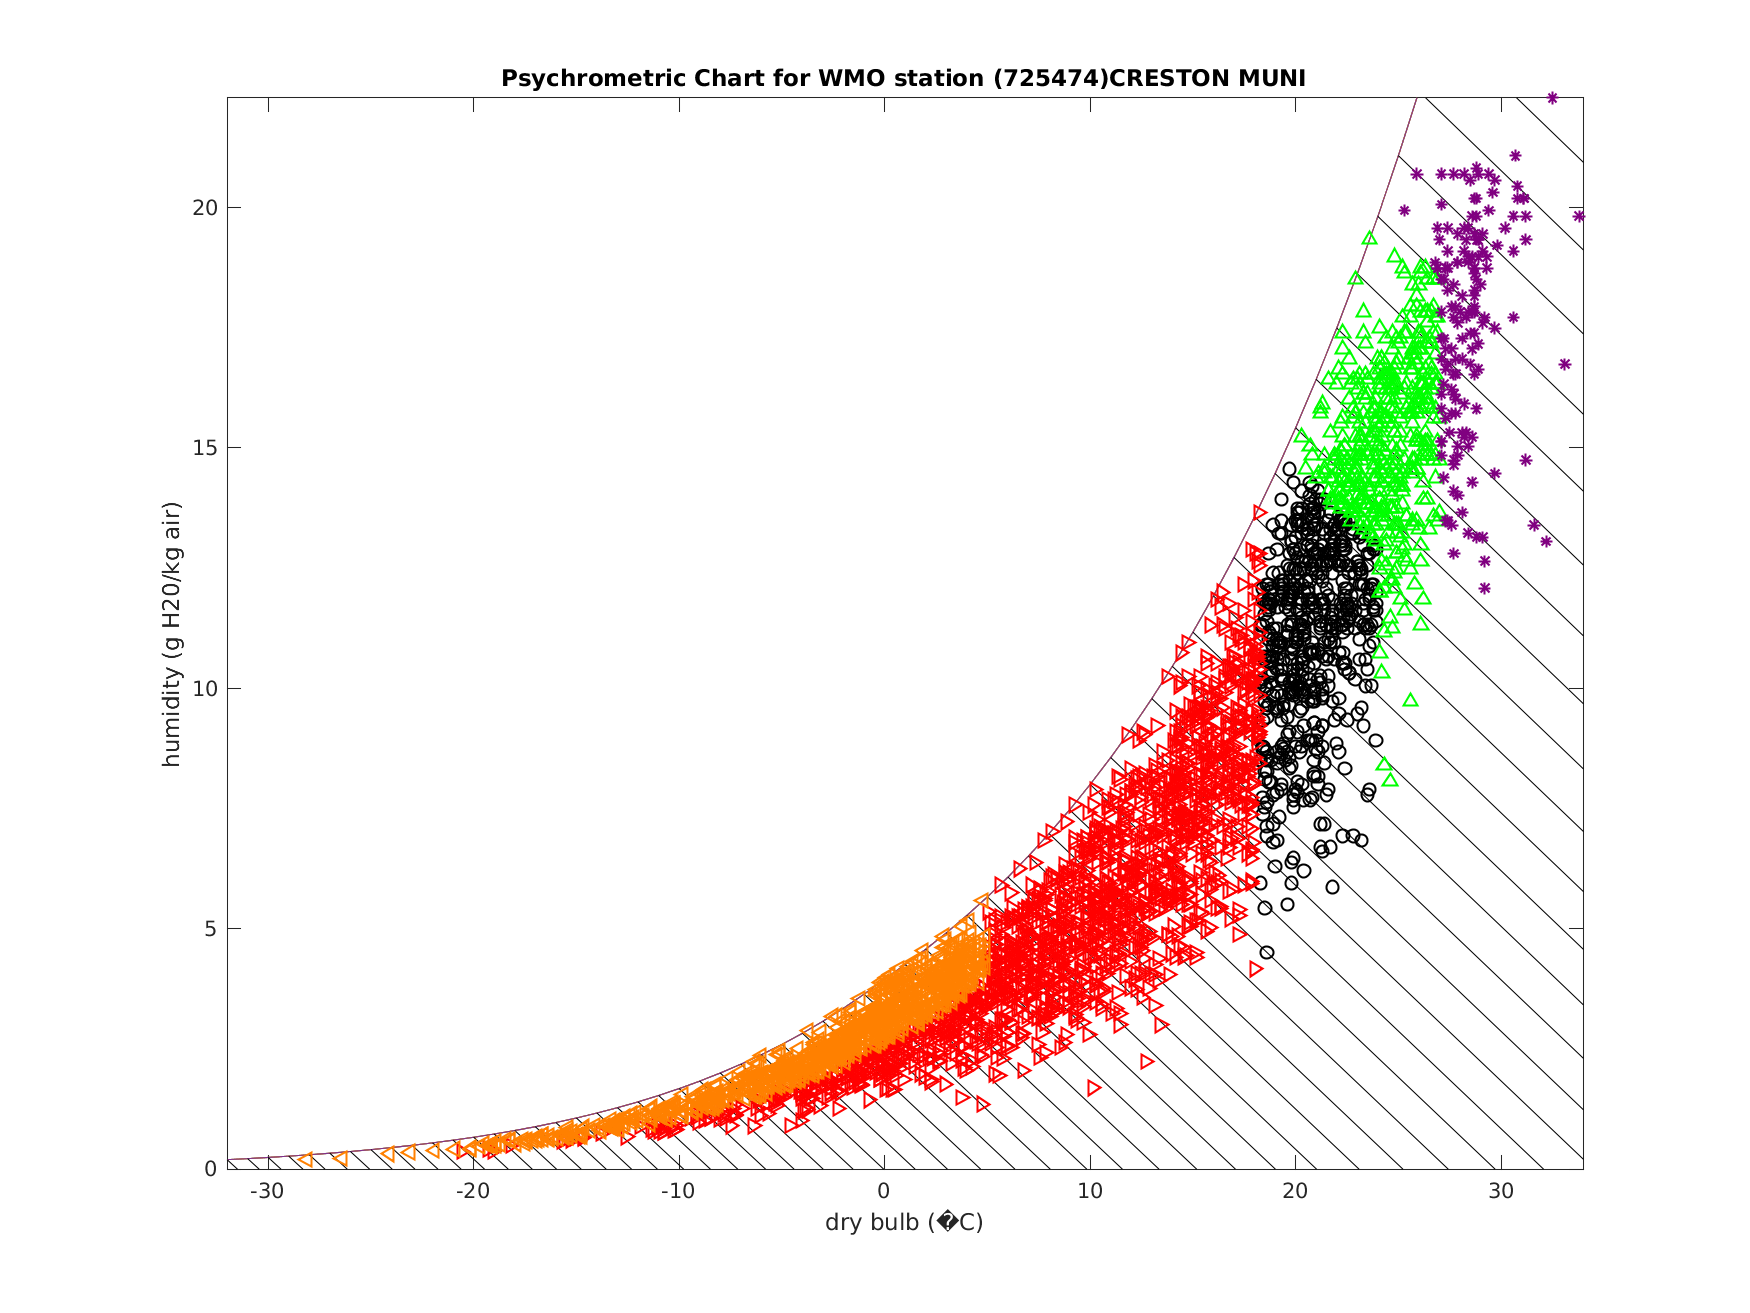 Psychrometric Chart for WMO station (725474)CRESTON MUNI
humidity (g H20/kg air)
20
15
10
5
0
-30 -20 -10 0 10 20 30
dry bulb (�C)